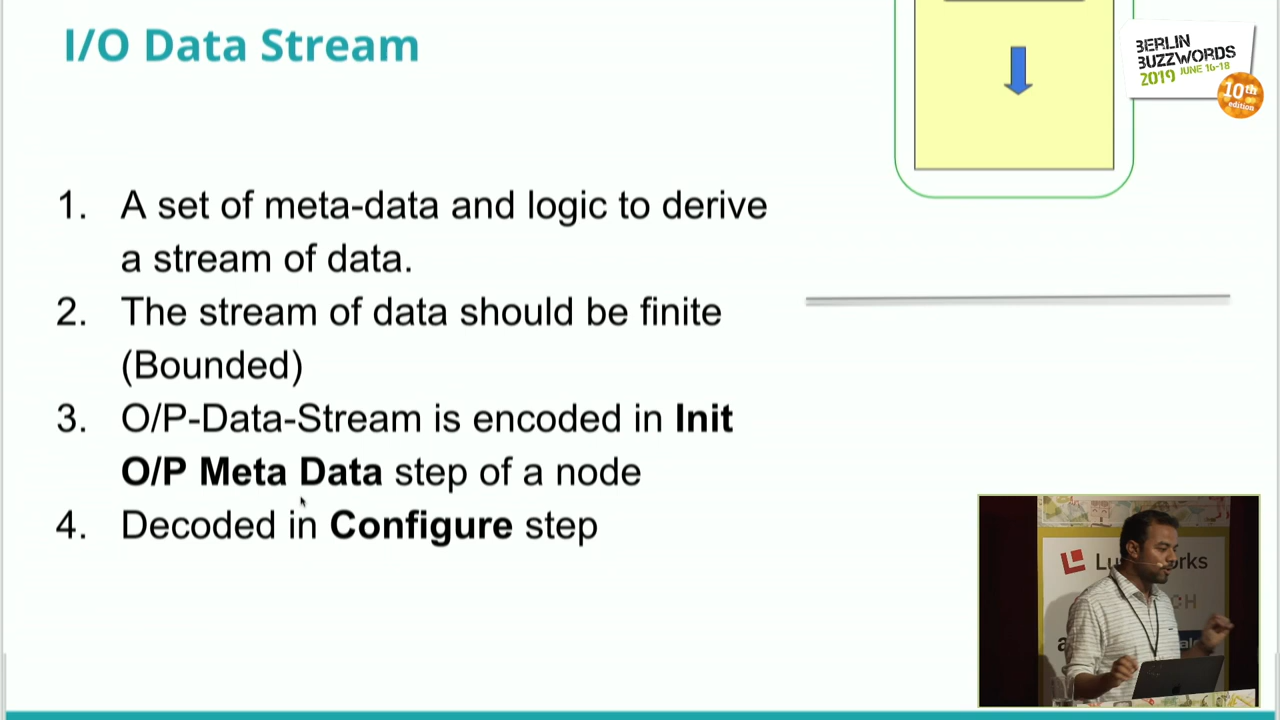 I/O Data Stream
BERLIN
BUZZWORDS
2019 JUNE 16-18
10th
edition
1. A set of meta-data and logic to derive
a stream of data.
2. The stream of data should be finite
(Bounded)
3. O/P-Data-Stream is encoded in Init
O/P Meta Data step of a node
4. Decoded in Configure step